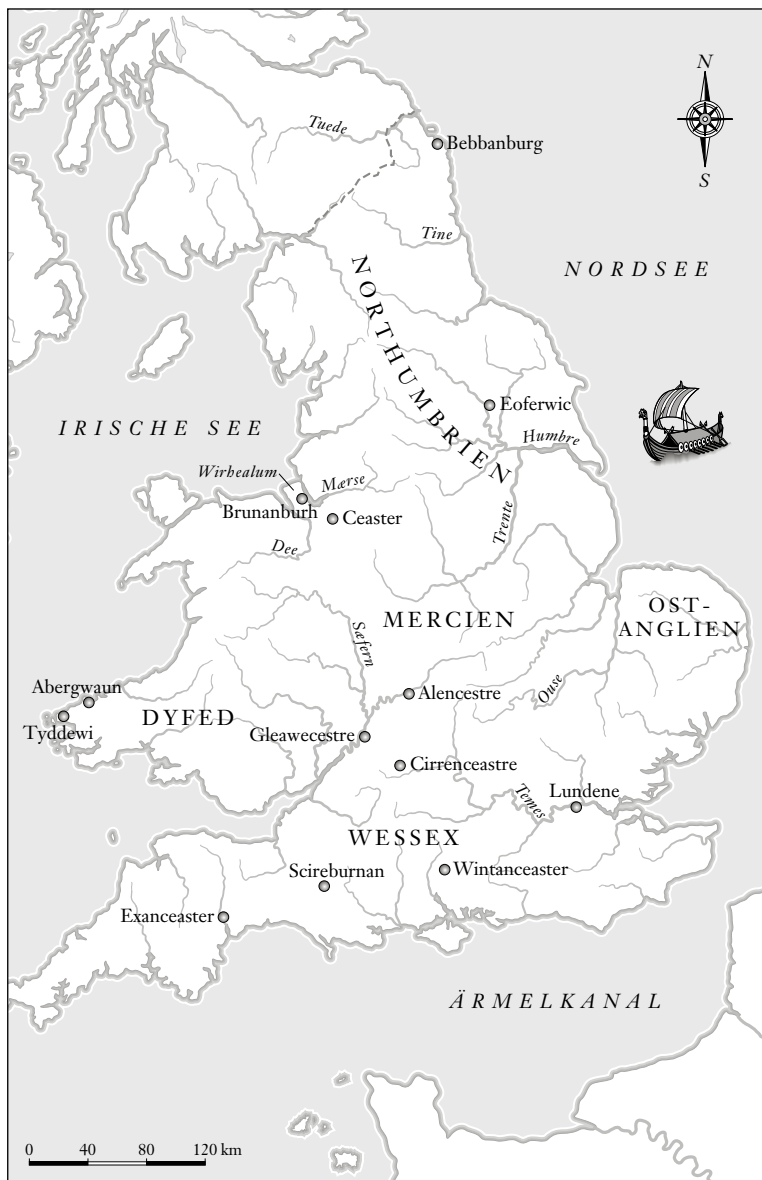 N
Tuede
Bebbanburg
S
Tine
NORDSEE
NORTHUMBRIEN
Eoferwic
IRISCHE SEE
Humbre
Wirhealum
Mærse
Brunanburh
Ceaster
Trente
Dee
OST-
ANGLIEN
MERCIEN
Sæfern
Abergwaun
Alencestre
Ouse
Tyddewi
DYFED
Gleawecestre
Cirrenceastre
Temes
Lundene
WESSEX
Scireburnan
Wintanceaster
Exanceaster
ÄRMELKANAL
0 40 80 120 km